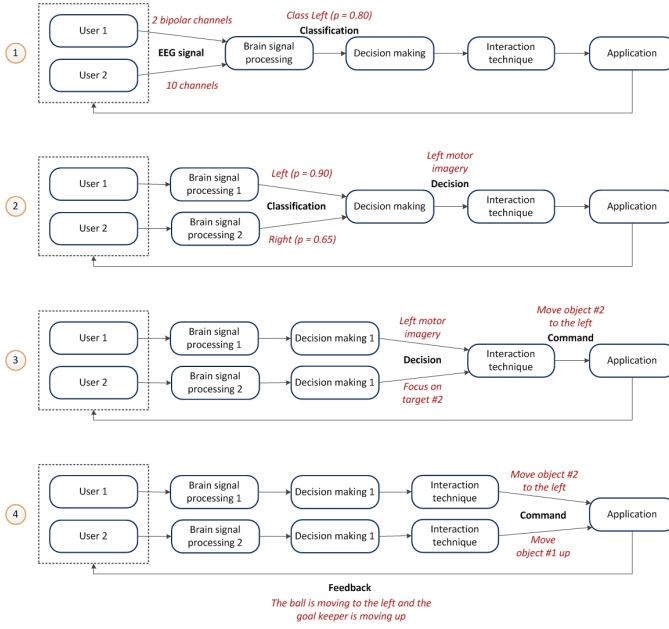 2 bipolar channels
Class Left (p = 0.80)
Classification
1
User 1
EEG signal
Brain signal
processing
Decision making
Interaction
technique
Application
User 2
10 channels
2
User 1
Brain signal
processing 1
Left (p = 0.90)
Left motor
imagery
Decision
Classification
Decision making
Interaction
technique
Application
User 2
Brain signal
processing 2
Right (p = 0.65)
3
User 1
Brain signal
processing 1
Decision making 1
Left motor
imagery
Move object #2
to the left
Command
Decision
Interaction
technique
Application
User 2
Brain signal
processing 2
Decision making 1
Focus on
target #2
4
User 1
Brain signal
processing 1
Decision making 1
Interaction
technique
Move object #2
to the left
Command
Application
User 2
Brain signal
processing 2
Decision making 1
Interaction
technique
Move
object #1 up
Feedback
The ball is moving to the left and the
goal keeper is moving up